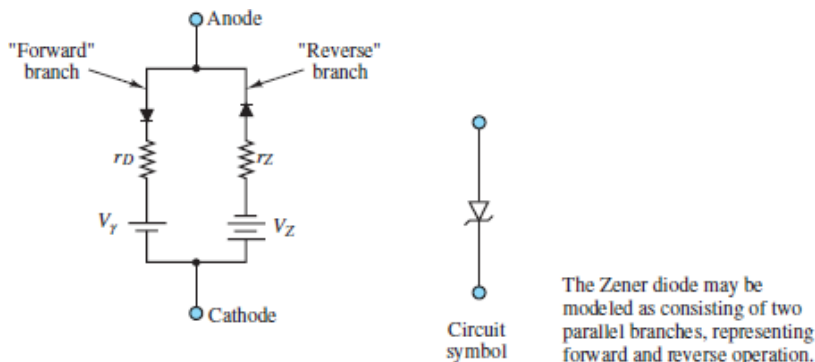 Anode
"Forward"
branch
"Reverse"
branch
rD
rZ
Vγ
VZ
Cathode
Circuit
symbol
The Zener diode may be
modeled as consisting of two
parallel branches, representing
forward and reverse operation.